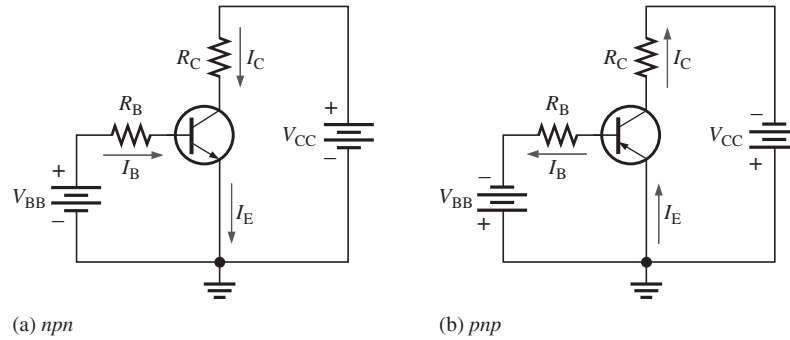 R_C
I_C
R_B
+
V_CC
−
+
I_B
V_BB
−
I_E
(a) npn
R_C
I_C
R_B
−
V_CC
+
−
I_B
V_BB
+
I_E
(b) pnp